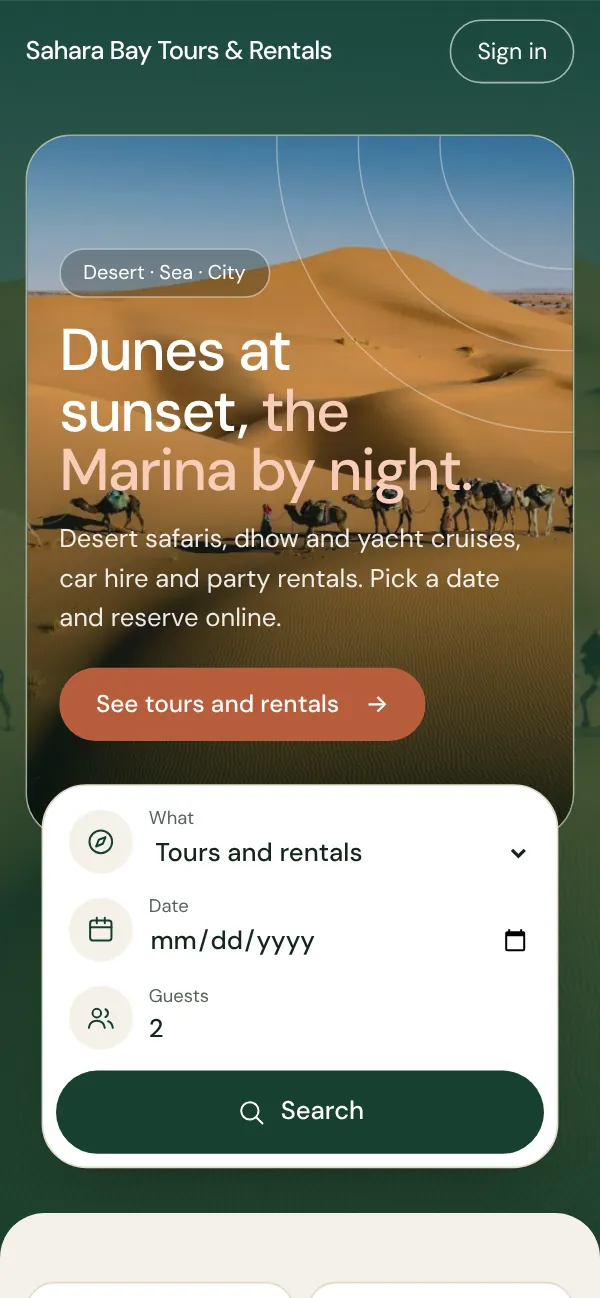 Sahara Bay Tours & Rentals
Sign in
Desert · Sea · City
Dunes at
sunset, the
Marina by night.
Desert safaris, dhow and yacht cruises,
car hire and party rentals. Pick a date
and reserve online.
See tours and rentals →
What
Tours and rentals
Date
mm/dd/yyyy
Guests
2
Search